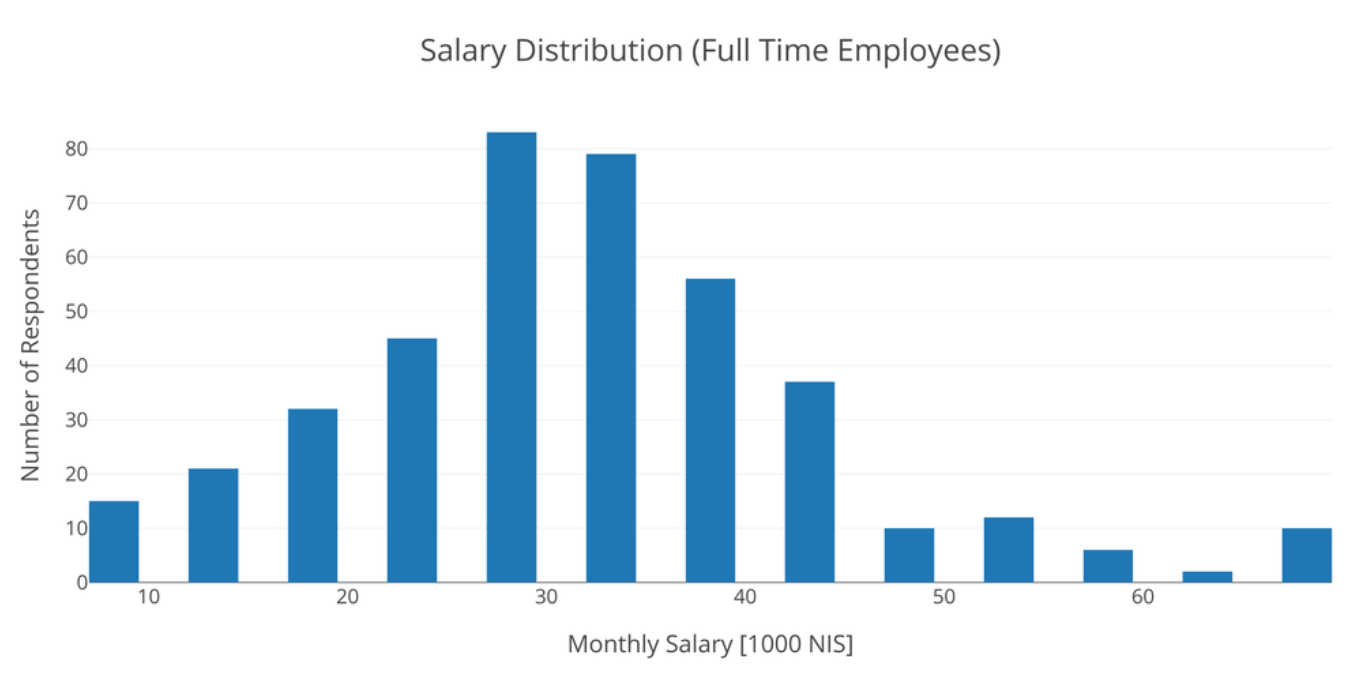 Salary Distribution (Full Time Employees)
80
70
60
50
40
30
20
10
0
Number of Respondents
10 20 30 40 50 60
Monthly Salary [1000 NIS]